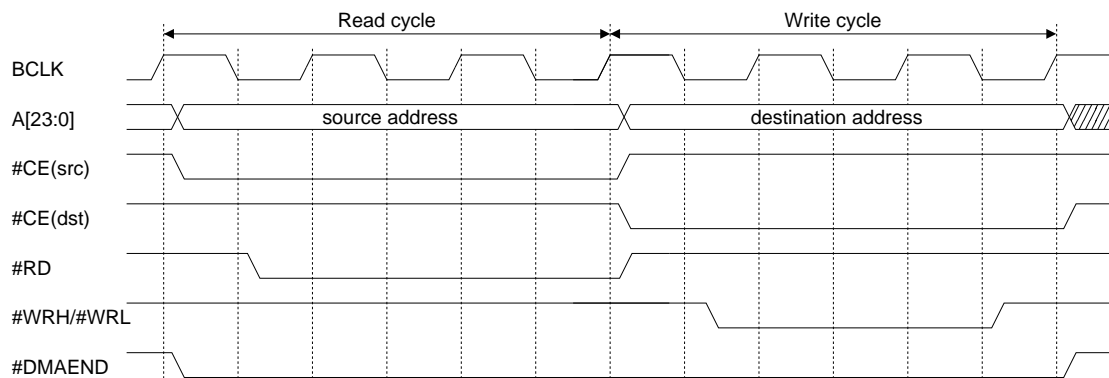 Read cycle Write cycle
BCLK
A[23:0] source address destination address
#CE(src)
#CE(dst)
#RD
#WRH/#WRL
#DMAEND